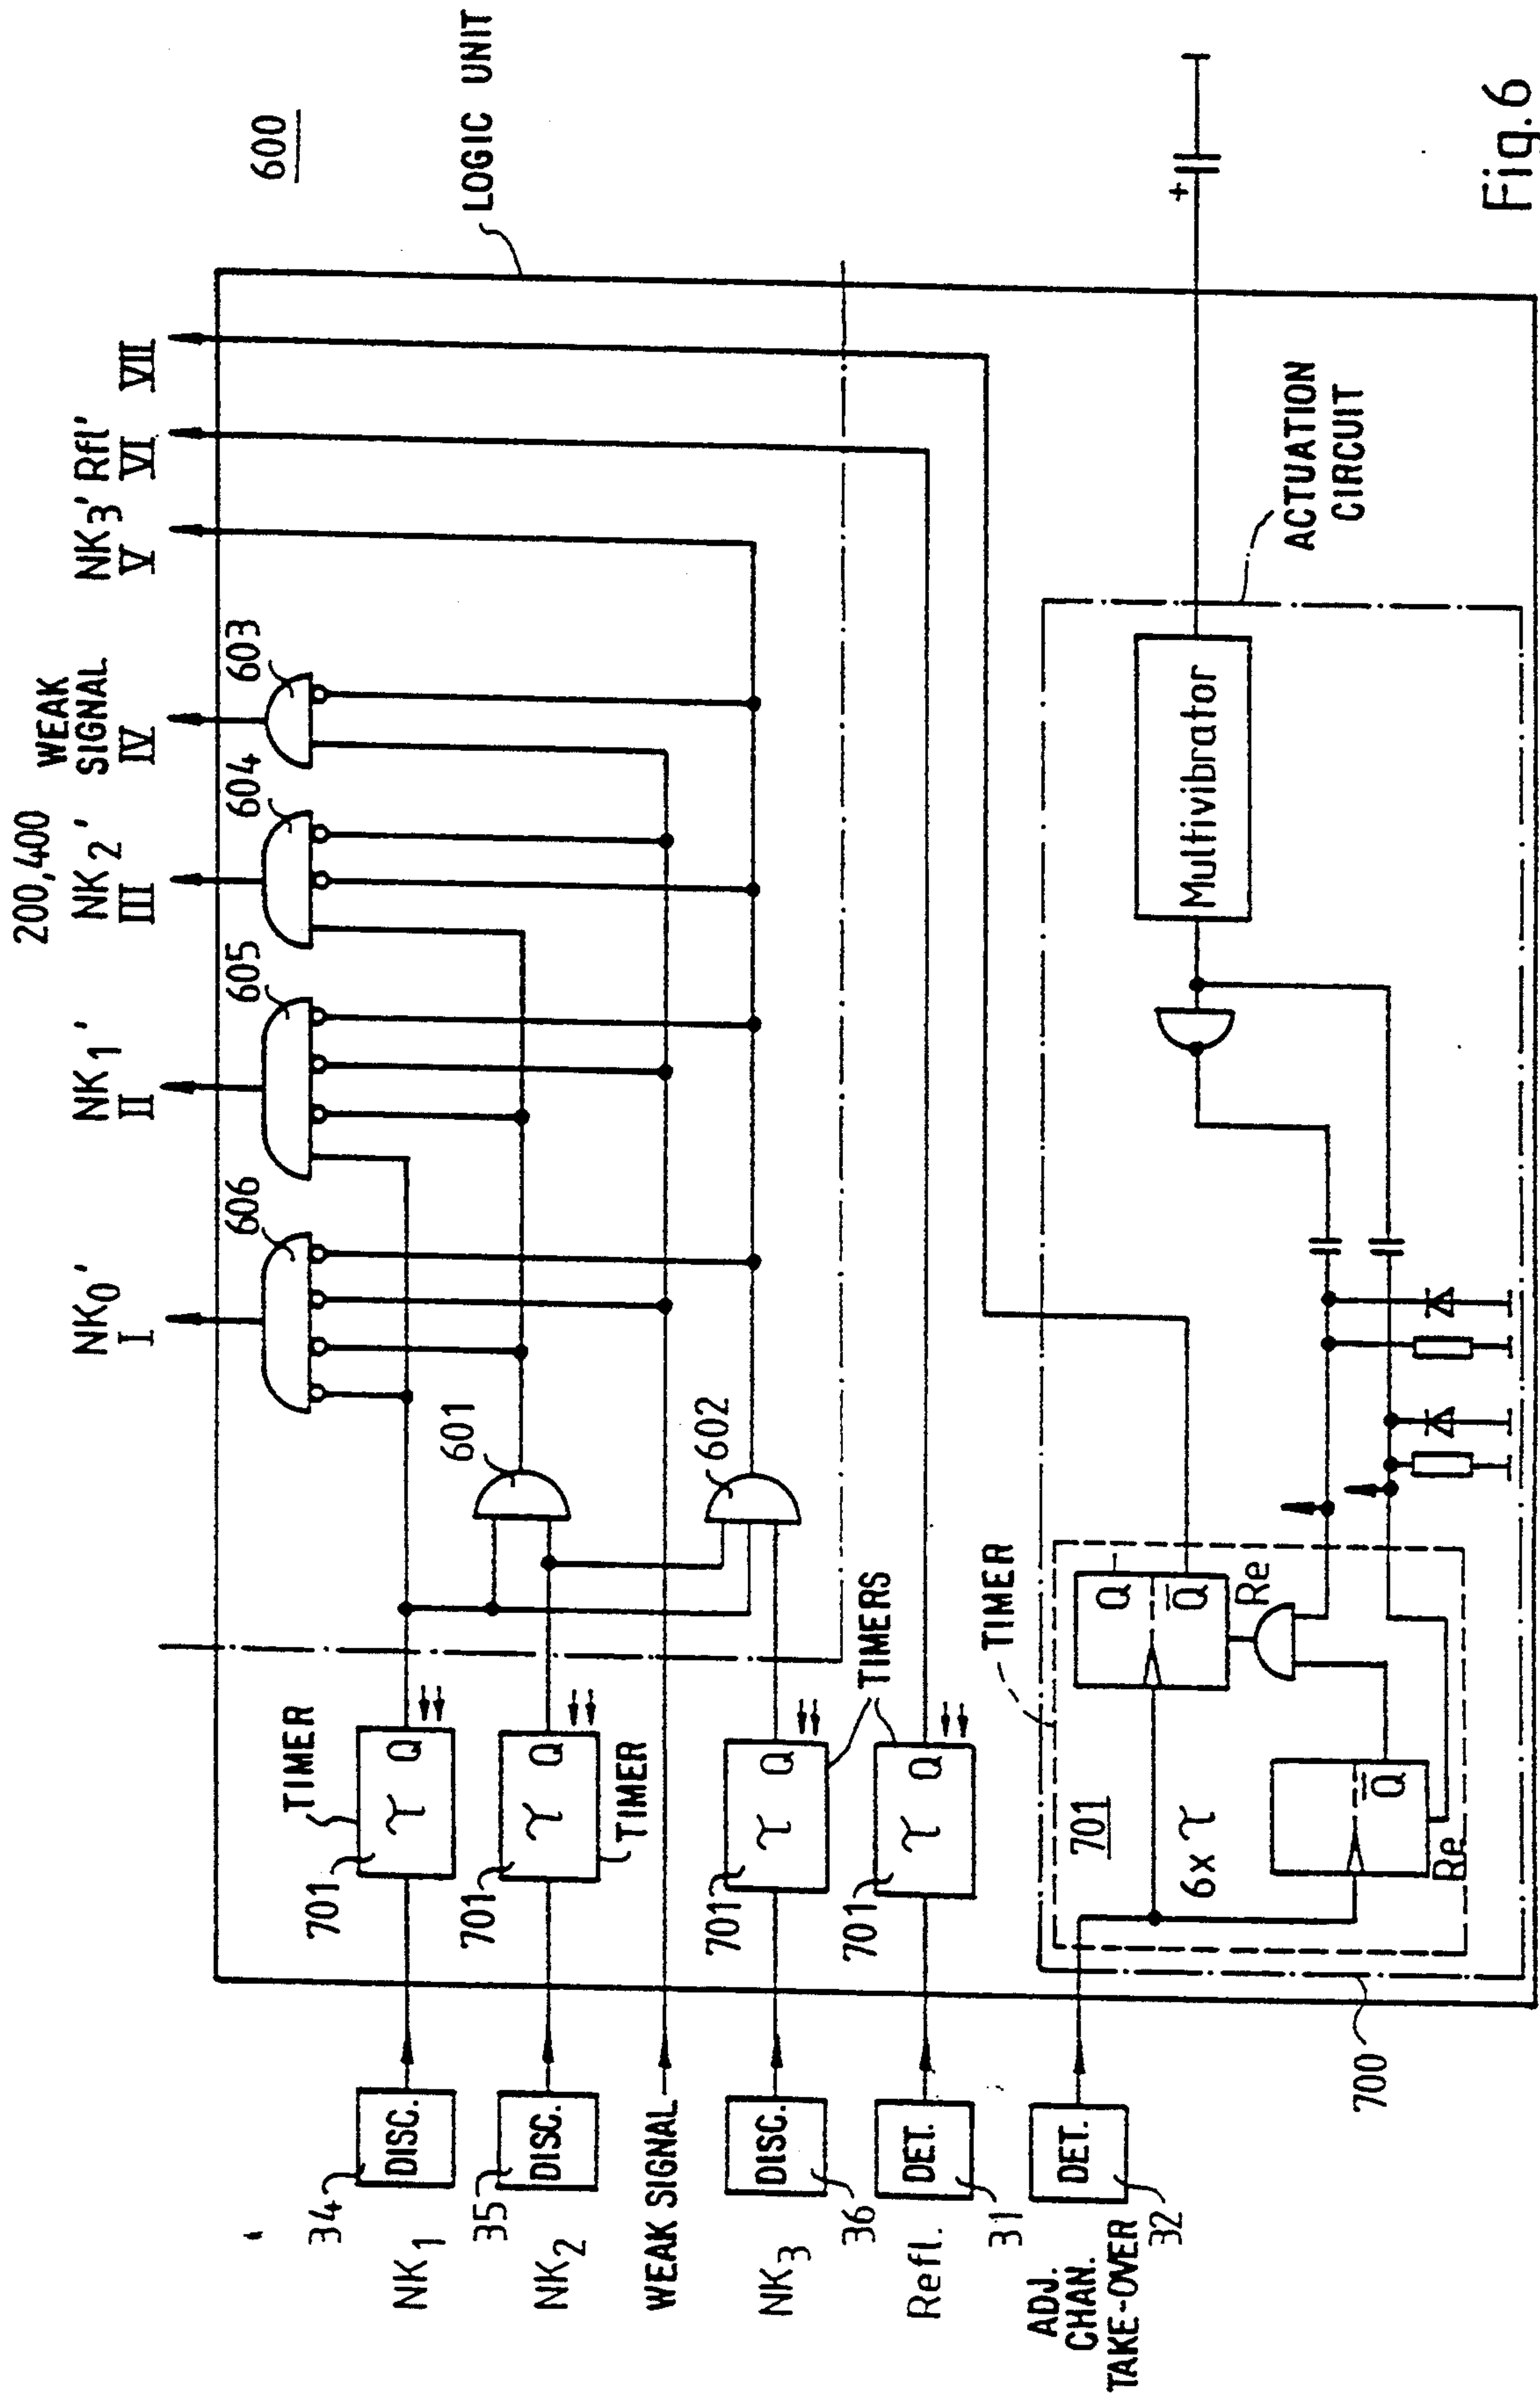 200,400
NK0'
I
NK1'
II
NK2'
III
WEAK
SIGNAL
IV
NK3'
V
Rfl'
VI
VII
600
LOGIC UNIT
606
605
604
603
601
602
34
DISC.
NK1
701
τ
Q
TIMER
35
DISC.
NK2
701
τ
Q
TIMER
WEAK SIGNAL
DISC.
36
NK3
701
τ
Q
TIMERS
DET.
31
Refl.
701
τ
Q
DET.
32
ADJ.
CHAN.
TAKE-OVER
TIMER
701
6x τ
Q
Q̅
Re
Q̅
Re
700
Multivibrator
ACTUATION
CIRCUIT
+
Fig.6